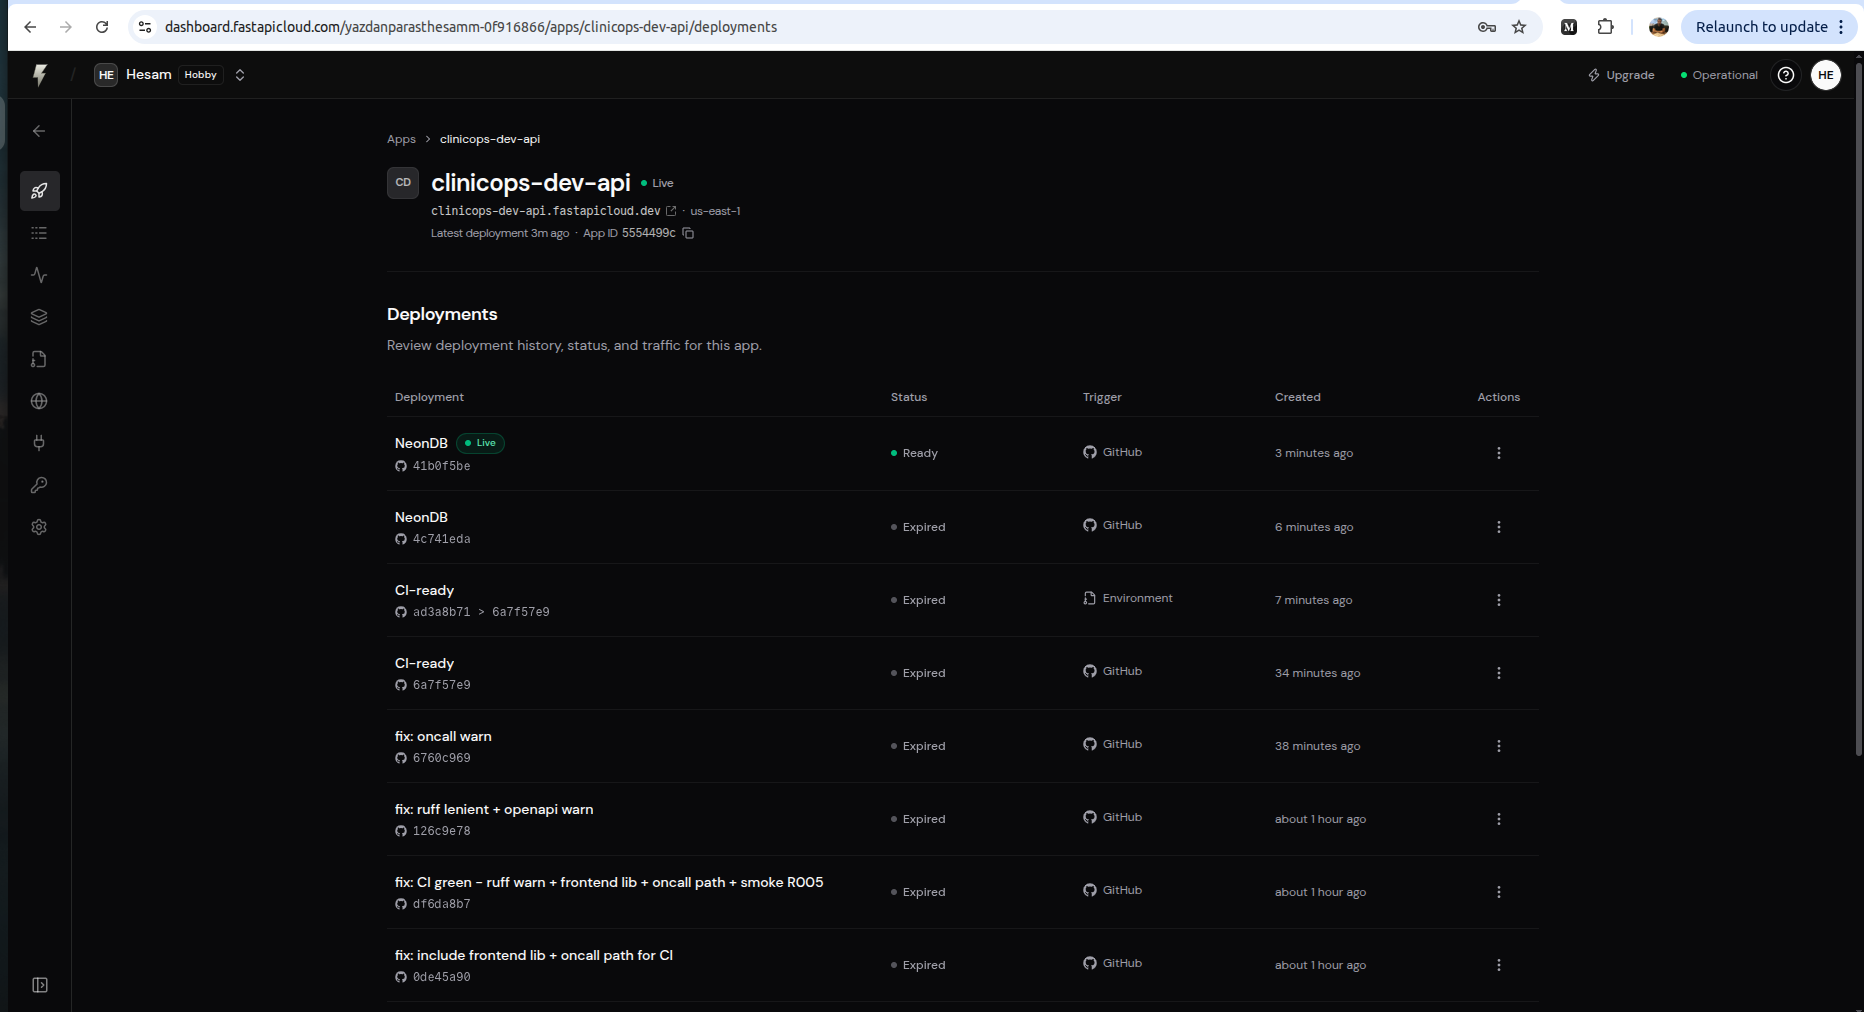 dashboard.fastapicloud.com/yazdanparasthesamm-0f916866/apps/clinicops-dev-api/deployments
M
Relaunch to update
HE Hesam Hobby
Upgrade Operational HE
Apps > clinicops-dev-api
CD clinicops-dev-api Live
clinicops-dev-api.fastapicloud.dev · us-east-1
Latest deployment 3m ago · App ID 5554499c
Deployments
Review deployment history, status, and traffic for this app.
Deployment Status Trigger Created Actions
NeonDB Live
41b0f5be
Ready GitHub 3 minutes ago
NeonDB
4c741eda
Expired GitHub 6 minutes ago
CI-ready
ad3a8b71 > 6a7f57e9
Expired Environment 7 minutes ago
CI-ready
6a7f57e9
Expired GitHub 34 minutes ago
fix: oncall warn
6760c969
Expired GitHub 38 minutes ago
fix: ruff lenient + openapi warn
126c9e78
Expired GitHub about 1 hour ago
fix: CI green - ruff warn + frontend lib + oncall path + smoke R005
df6da8b7
Expired GitHub about 1 hour ago
fix: include frontend lib + oncall path for CI
0de45a90
Expired GitHub about 1 hour ago